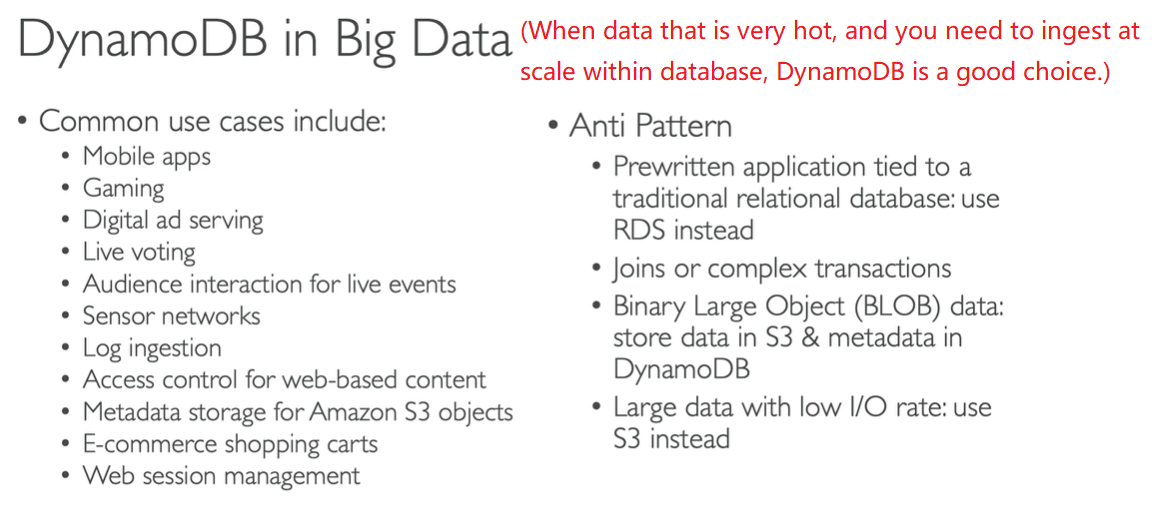 DynamoDB in Big Data
(When data that is very hot, and you need to ingest at
scale within database, DynamoDB is a good choice.)
• Common use cases include:
• Mobile apps
• Gaming
• Digital ad serving
• Live voting
• Audience interaction for live events
• Sensor networks
• Log ingestion
• Access control for web-based content
• Metadata storage for Amazon S3 objects
• E-commerce shopping carts
• Web session management
• Anti Pattern
• Prewritten application tied to a
traditional relational database: use
RDS instead
• Joins or complex transactions
• Binary Large Object (BLOB) data:
store data in S3 & metadata in
DynamoDB
• Large data with low I/O rate: use
S3 instead